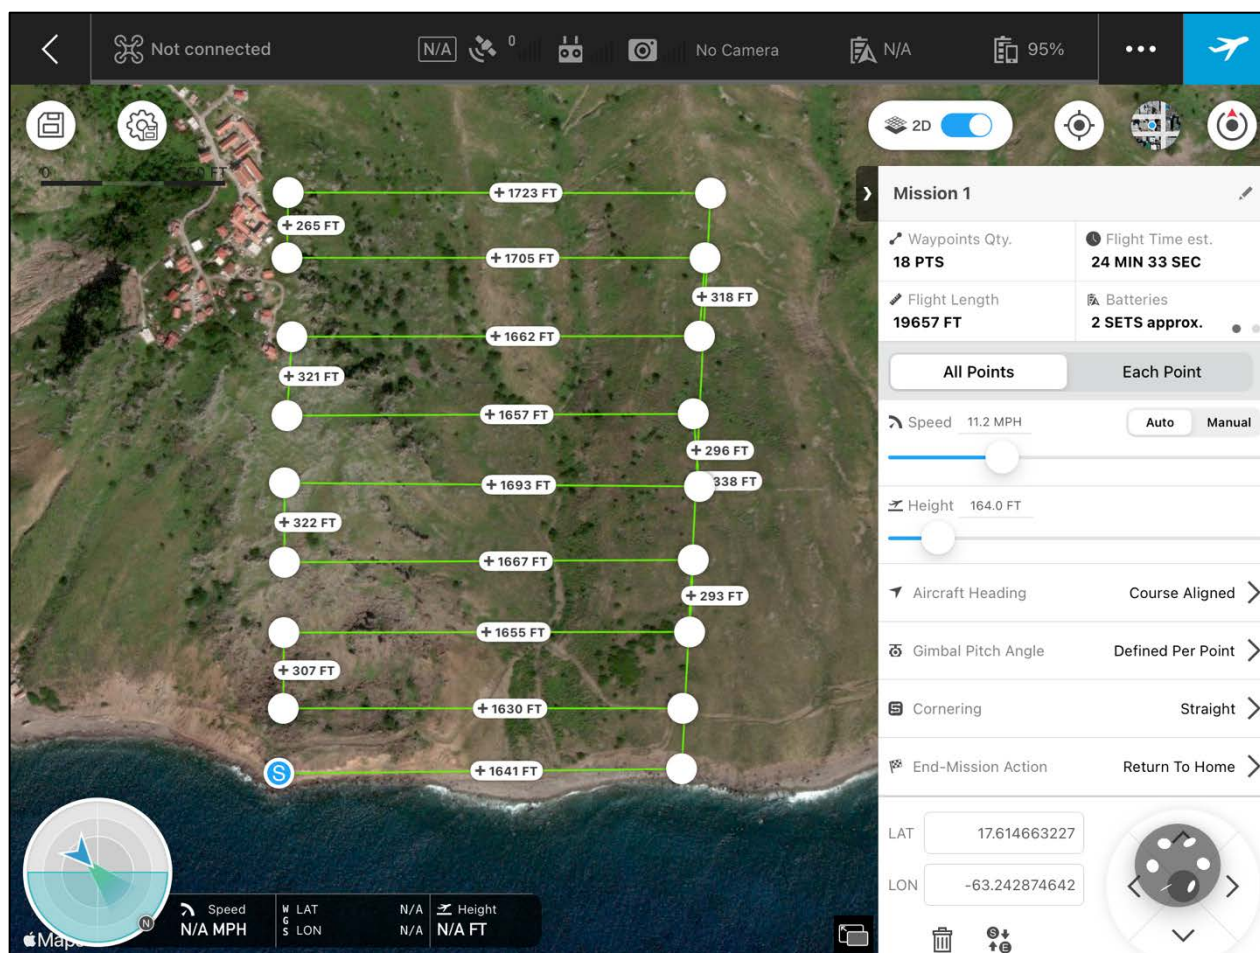 Not connected
N/A
0
No Camera
N/A
95%
2D
0
FT
+ 1723 FT
+ 265 FT
+ 1705 FT
+ 318 FT
+ 1662 FT
+ 321 FT
+ 1657 FT
+ 296 FT
+ 1693 FT
338 FT
+ 322 FT
+ 1667 FT
+ 293 FT
+ 1655 FT
+ 307 FT
+ 1630 FT
S
+ 1641 FT
Mission 1
Waypoints Qty.
18 PTS
Flight Time est.
24 MIN 33 SEC
Flight Length
19657 FT
Batteries
2 SETS approx.
All Points
Each Point
Speed 11.2 MPH
Auto
Manual
Height 164.0 FT
Aircraft Heading
Course Aligned
Gimbal Pitch Angle
Defined Per Point
Cornering
Straight
End-Mission Action
Return To Home
LAT 17.614663227
LON -63.242874642
S
E
N
Maps
Speed
N/A MPH
WGS
LAT N/A
LON N/A
Height
N/A FT